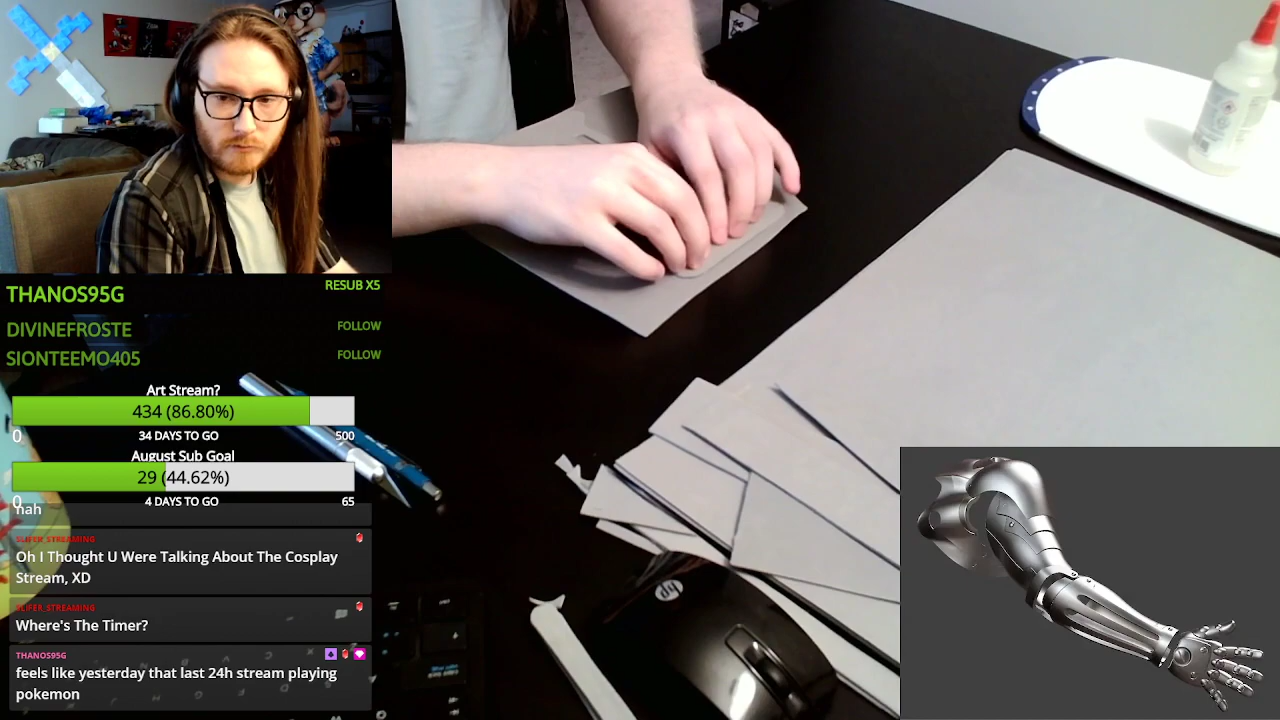 THANOS95G
RESUB X5
DIVINEFROSTE
FOLLOW
SIONTEEMO405
FOLLOW
Art Stream?
434 (86.80%)
0
34 DAYS TO GO
500
August Sub Goal
29 (44.62%)
0
4 DAYS TO GO
65
nah
SLIFER_STREAMING
Oh I Thought U Were Talking About The Cosplay
Stream, XD
SLIFER_STREAMING
Where's The Timer?
THANOS95G
feels like yesterday that last 24h stream playing
pokemon
hp